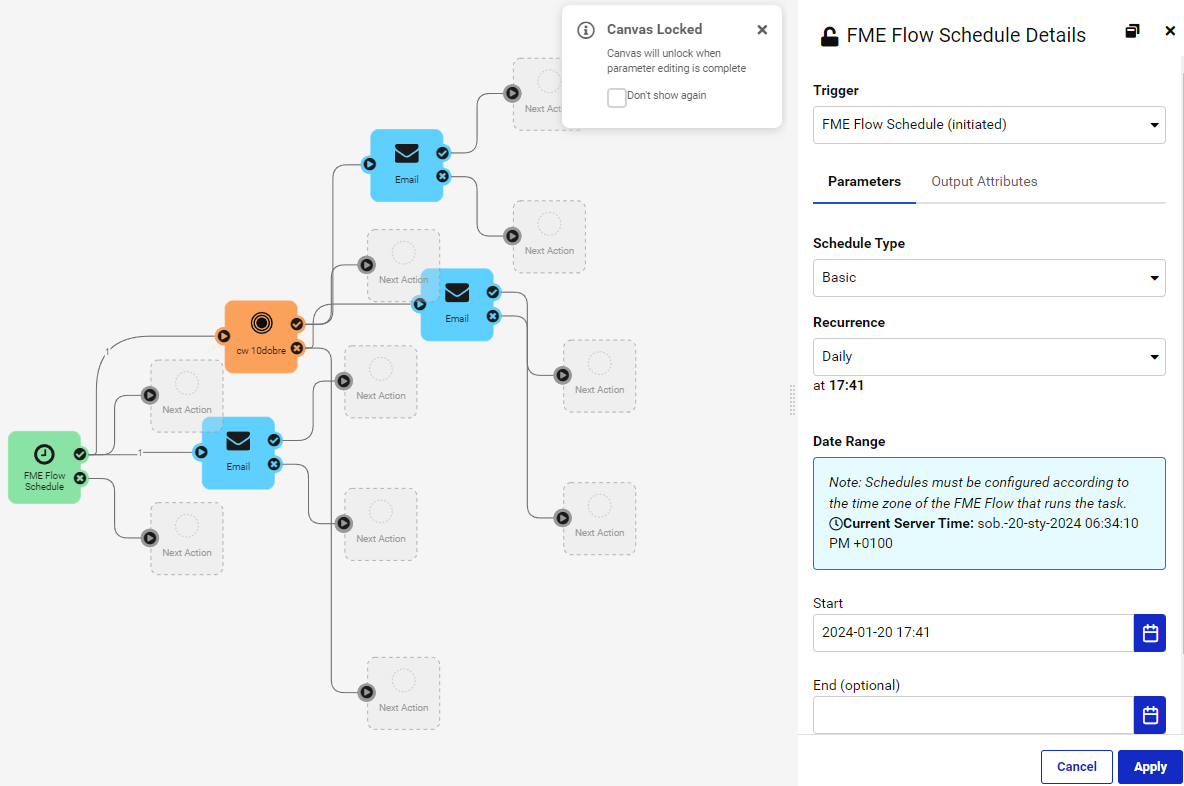 Canvas Locked
Canvas will unlock when
parameter editing is complete
Don't show again
Next Act
Email
Next Action
Next Action
Email
cw 10dobre
1
Next Action
Next Action
Next Action
1
Email
FME Flow
Schedule
Next Action
Next Action
Next Action
Next Action
FME Flow Schedule Details
Trigger
FME Flow Schedule (initiated)
Parameters
Output Attributes
Schedule Type
Basic
Recurrence
Daily
at 17:41
Date Range
Note: Schedules must be configured according to
the time zone of the FME Flow that runs the task.
Current Server Time: sob.-20-sty-2024 06:34:10
PM +0100
Start
2024-01-20 17:41
End (optional)
Cancel
Apply